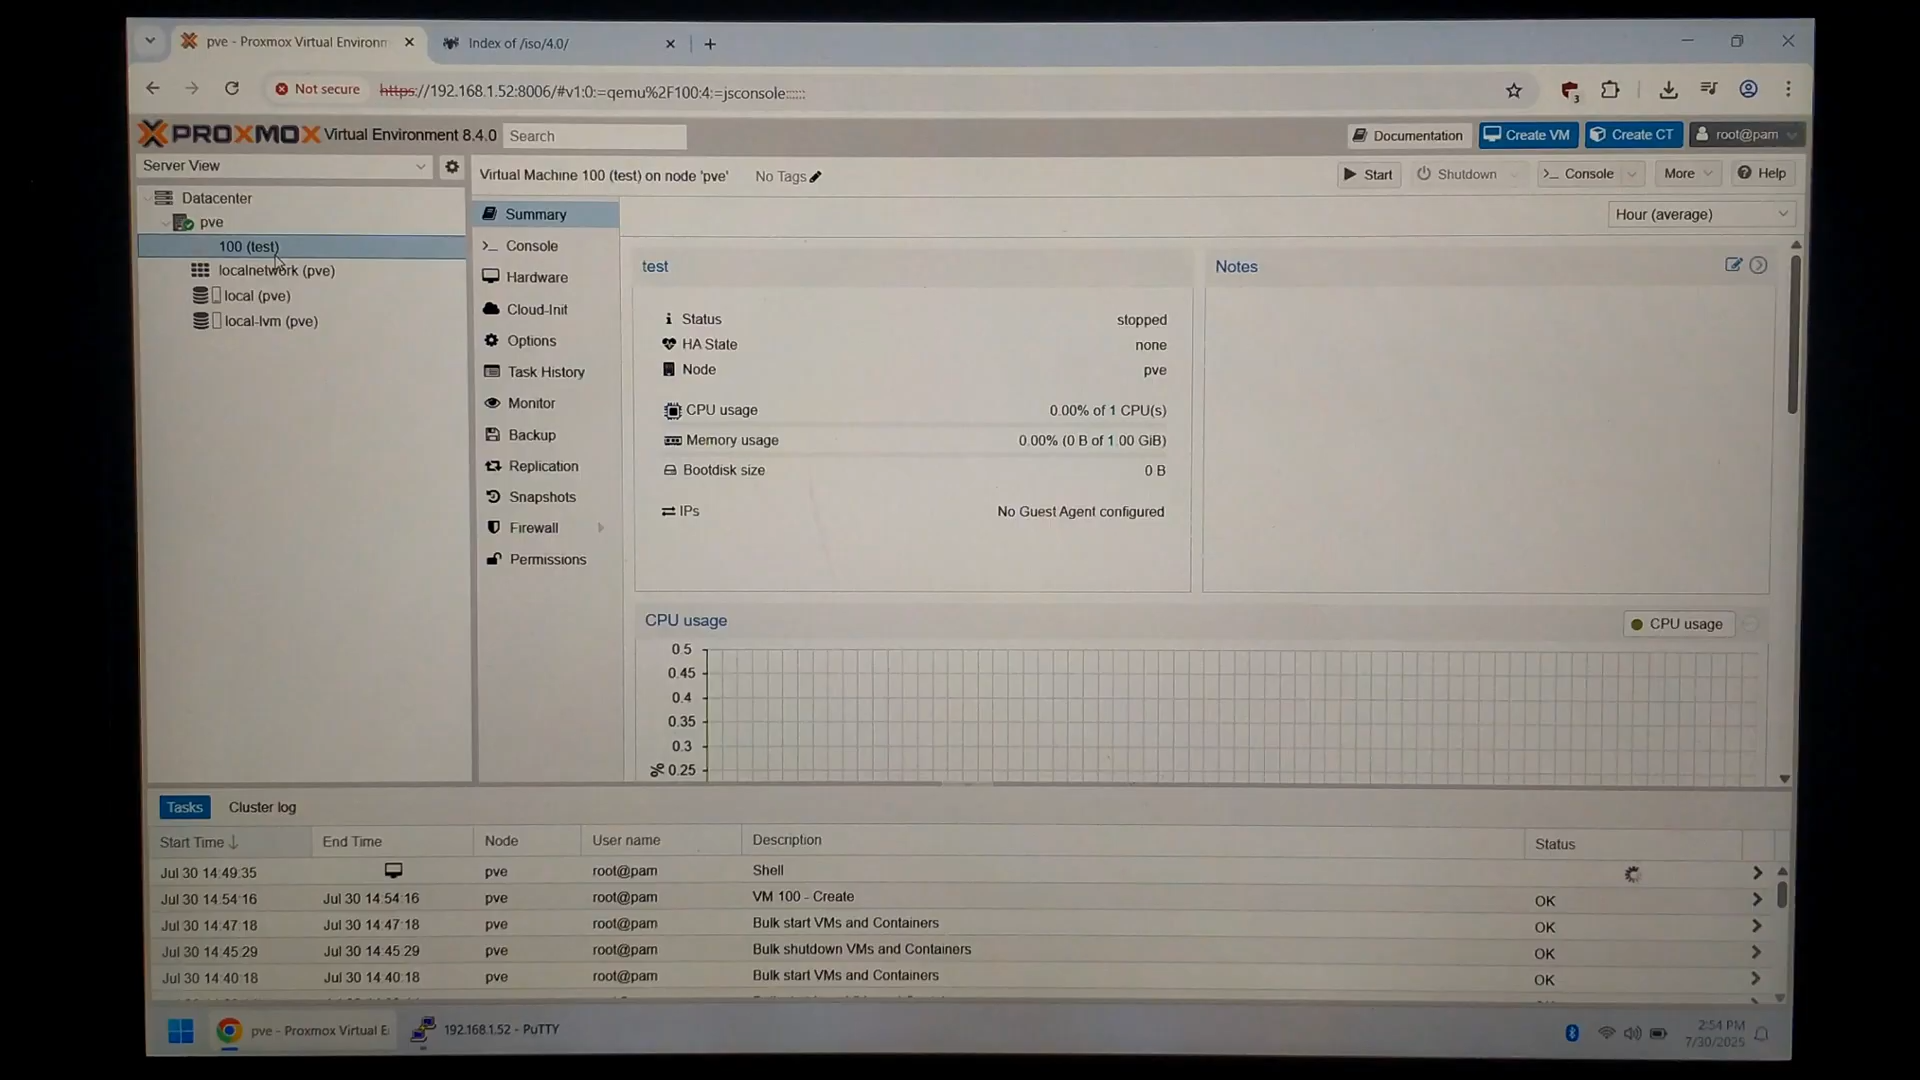 pve - Proxmox Virtual Environm
Index of /iso/4.0/
Not secure
https://192.168.1.52:8006/#v1:0:=qemu%2F100:4:=jsconsole::::::
3
PROXMOX Virtual Environment 8.4.0
Search
Documentation
Create VM
Create CT
root@pam
Server View
Virtual Machine 100 (test) on node 'pve'
No Tags
Start
Shutdown
Console
More
Help
Datacenter
pve
100 (test)
localnetwork (pve)
local (pve)
local-lvm (pve)
Summary
Console
Hardware
Cloud-Init
Options
Task History
Monitor
Backup
Replication
Snapshots
Firewall
Permissions
Hour (average)
test
Status stopped
HA State none
Node pve
CPU usage 0.00% of 1 CPU(s)
Memory usage 0.00% (0 B of 1.00 GiB)
Bootdisk size 0 B
IPs No Guest Agent configured
Notes
CPU usage
CPU usage
0.5
0.45
0.4
0.35
0.3
% 0.25
Tasks
Cluster log
Start Time End Time Node User name Description Status
Jul 30 14:49:35 pve root@pam Shell
Jul 30 14:54:16 Jul 30 14:54:16 pve root@pam VM 100 - Create OK
Jul 30 14:47:18 Jul 30 14:47:18 pve root@pam Bulk start VMs and Containers OK
Jul 30 14:45:29 Jul 30 14:45:29 pve root@pam Bulk shutdown VMs and Containers OK
Jul 30 14:40:18 Jul 30 14:40:18 pve root@pam Bulk start VMs and Containers OK
pve - Proxmox Virtual E
192.168.1.52 - PuTTY
2:54 PM
7/30/2025